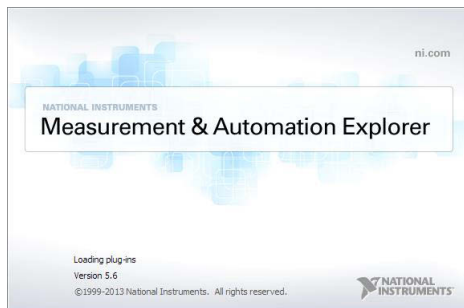 ni.com
NATIONAL INSTRUMENTS
Measurement & Automation Explorer
Loading plug-ins
Version 5.6
©1999-2013 National Instruments. All rights reserved.
NATIONAL
INSTRUMENTS